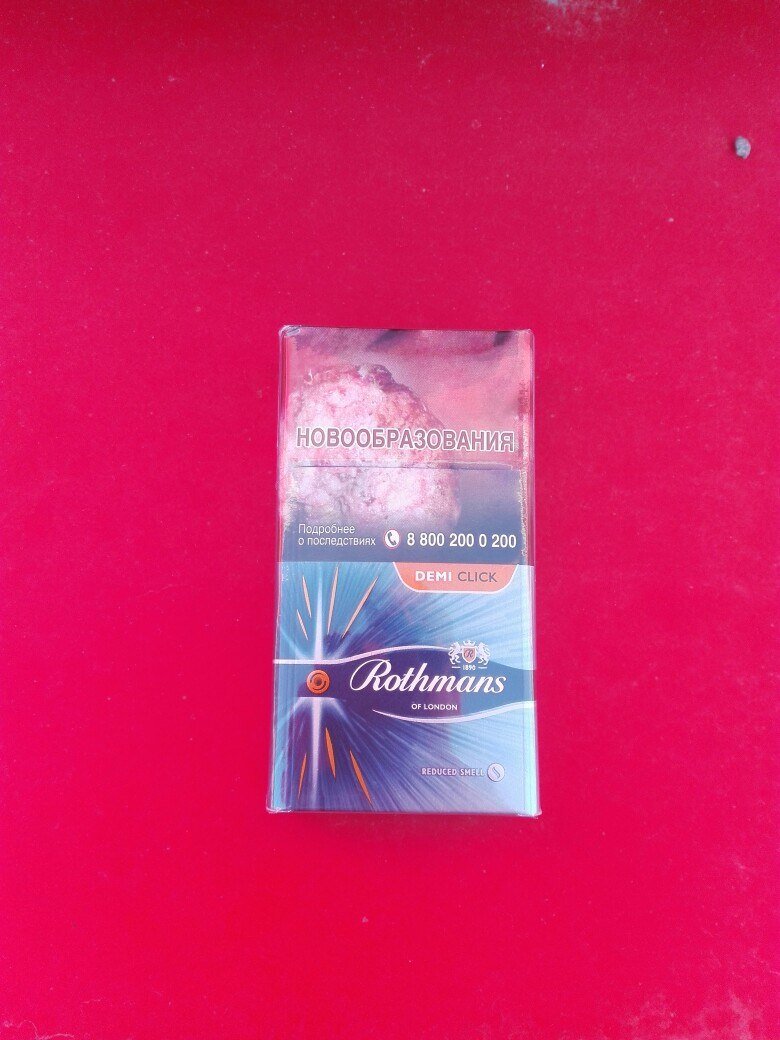 НОВООБРАЗОВАНИЯ
Подробнее
о последствиях 8 800 200 0 200
DEMI CLICK
R
1890
Rothmans
OF LONDON
REDUCED SMELL